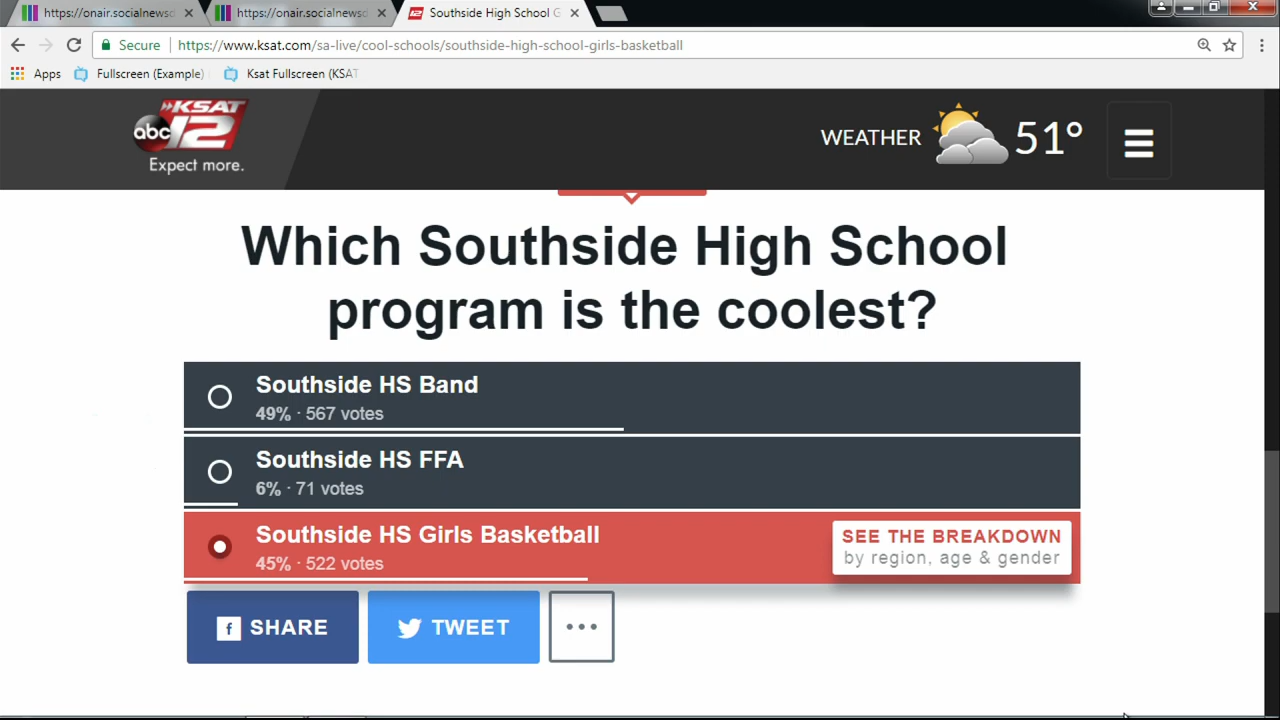 https://onair.socialnewsd
https://onair.socialnewsd
Southside High School G
Secure
https://www.ksat.com/sa-live/cool-schools/southside-high-school-girls-basketball
Apps
Fullscreen (Example)
Ksat Fullscreen (KSAT
KSAT
abc 12
Expect more.
WEATHER
51°
Which Southside High School
program is the coolest?
Southside HS Band
49% · 567 votes
Southside HS FFA
6% · 71 votes
Southside HS Girls Basketball
45% · 522 votes
SEE THE BREAKDOWN
by region, age & gender
f SHARE
TWEET
•••